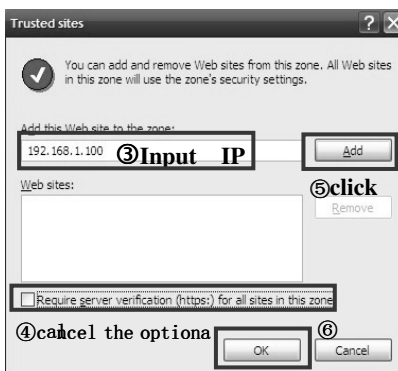 Trusted sites
You can add and remove Web sites from this zone. All Web sites
in this zone will use the zone's security settings.
Add this Web site to the zone:
192.168.1.100 ③Input IP Add
Web sites: ⑤click
Remove
Require server verification (https:) for all sites in this zone
④cancel the optiona ⑥
OK Cancel